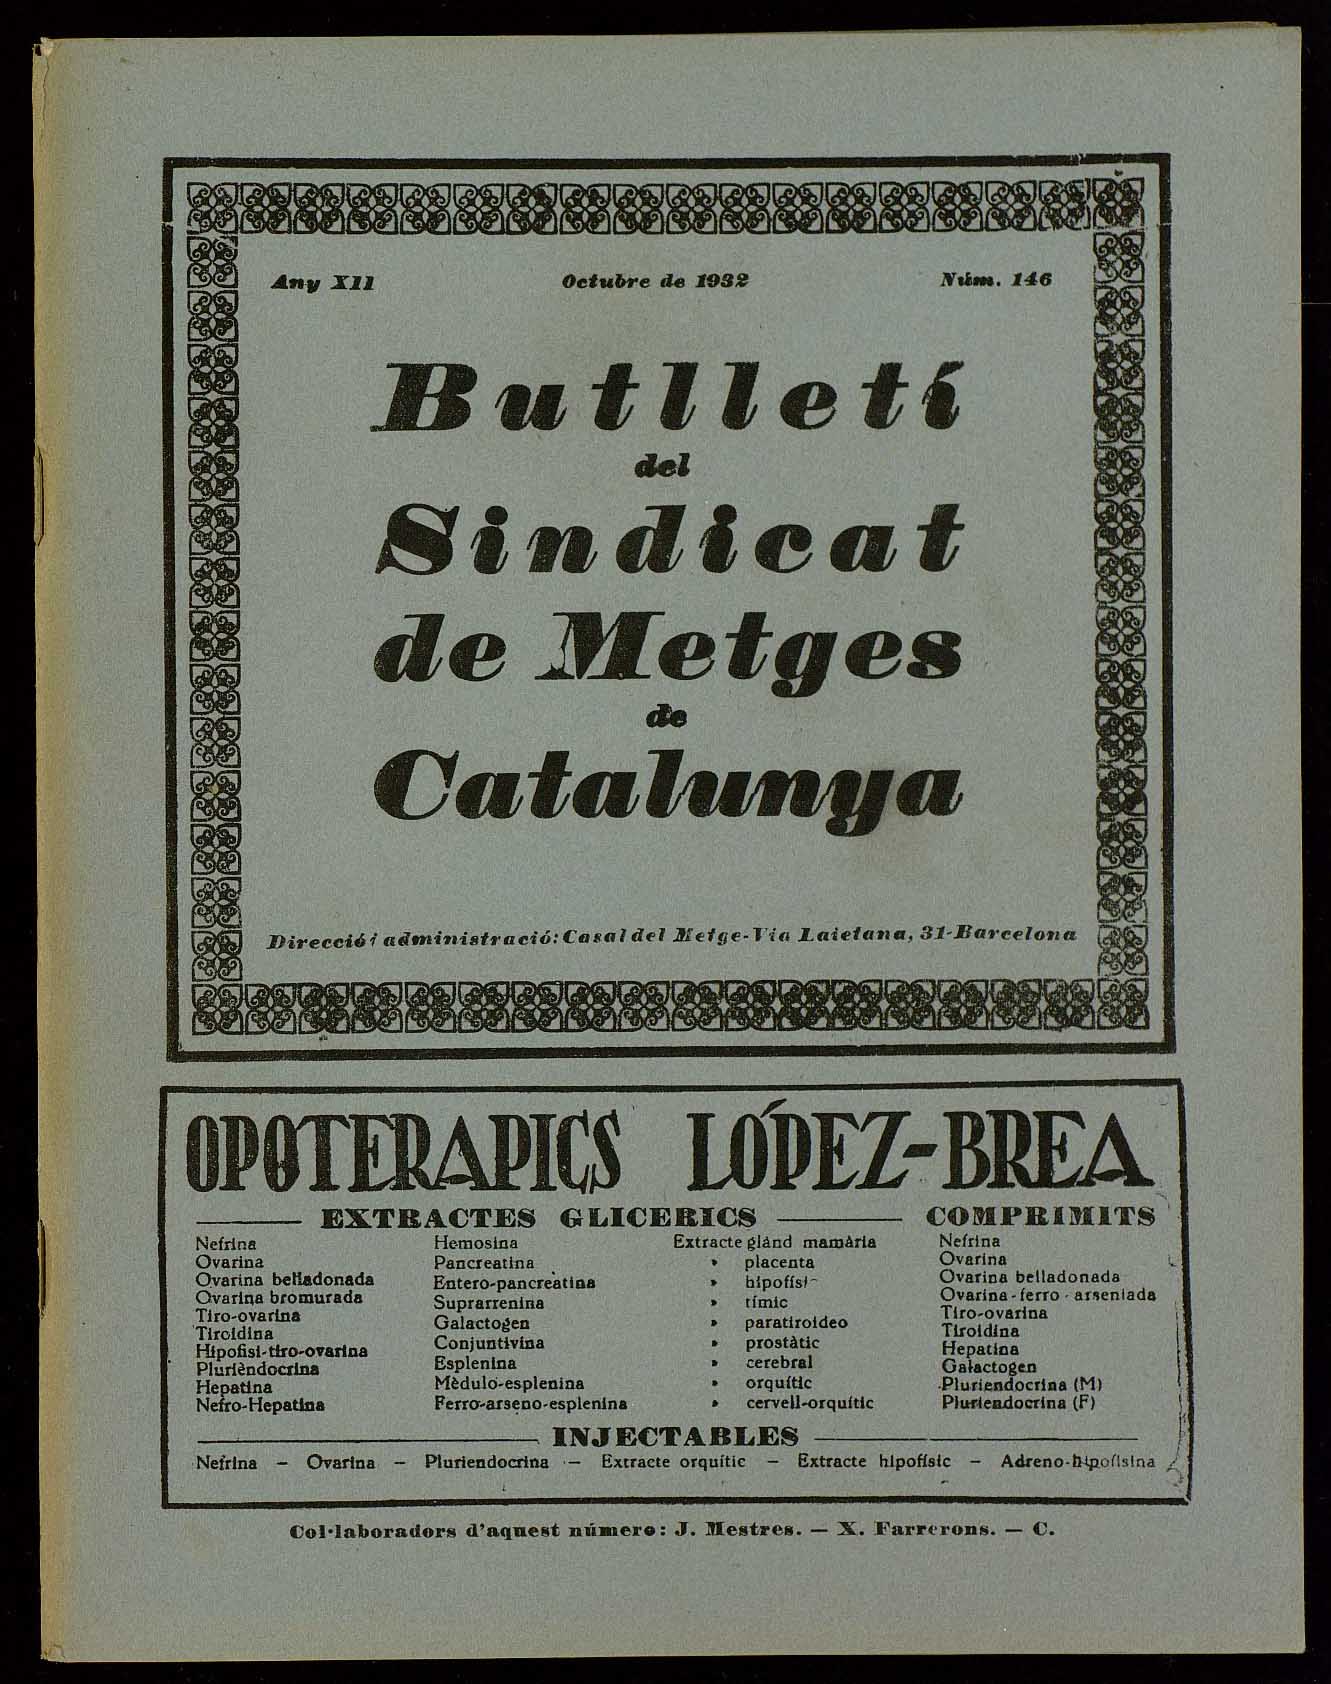 Any XII Octubre de 1932 Núm. 146
Butlletí
del
Sindicat
de Metges
de
Catalunya
Direcció i administració: Casal del Metge - Via Laietana, 31 - Barcelona
OPOTERAPICS LÓPEZ-BREA
EXTRACTES GLICERICS
Nefrina
Ovarina
Ovarina belladonada
Ovarina bromurada
Tiro-ovarina
Tiroidina
Hipofisi-tiro-ovarina
Plurièndocrina
Hepatina
Nefro-Hepatina
Hemosina
Pancreatina
Entero-pancreàtina
Suprarrenina
Galactogen
Conjuntivina
Esplenina
Mèdulo-esplenina
Ferro-arseno-esplenina
Extracte glànd mamària
» placenta
» hipofísi
» tímic
» paratiroideo
» prostàtic
» cerebral
» orquític
» cervell-orquític
COMPRIMITS
Nefrina
Ovarina
Ovarina belladonada
Ovarina - ferro - arseniada
Tiro-ovarina
Tiroidina
Hepatina
Galactogen
Pluriendocrina (M)
Pluriendocrina (F)
INJECTABLES
Nefrina — Ovarina — Pluriendocrina — Extracte orquític — Extracte hipofísic — Adreno-hipofisina
Col·laboradors d'aquest número: J. Mestres. — X. Farrerons. — C.